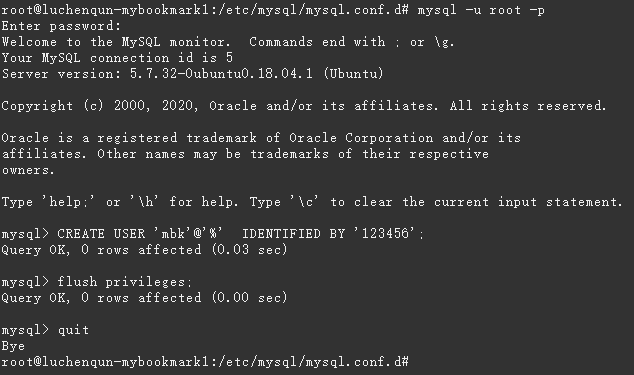 root@luchenqun-mybookmark1:/etc/mysql/mysql.conf.d# mysql -u root -p
Enter password:
Welcome to the MySQL monitor.  Commands end with ; or \g.
Your MySQL connection id is 5
Server version: 5.7.32-0ubuntu0.18.04.1 (Ubuntu)
Copyright (c) 2000, 2020, Oracle and/or its affiliates. All rights reserved.
Oracle is a registered trademark of Oracle Corporation and/or its
affiliates. Other names may be trademarks of their respective
owners.
Type 'help;' or '\h' for help. Type '\c' to clear the current input statement.
mysql> CREATE USER 'mbk'@'%'  IDENTIFIED BY '123456';
Query OK, 0 rows affected (0.03 sec)
mysql> flush privileges;
Query OK, 0 rows affected (0.00 sec)
mysql> quit
Bye
root@luchenqun-mybookmark1:/etc/mysql/mysql.conf.d#